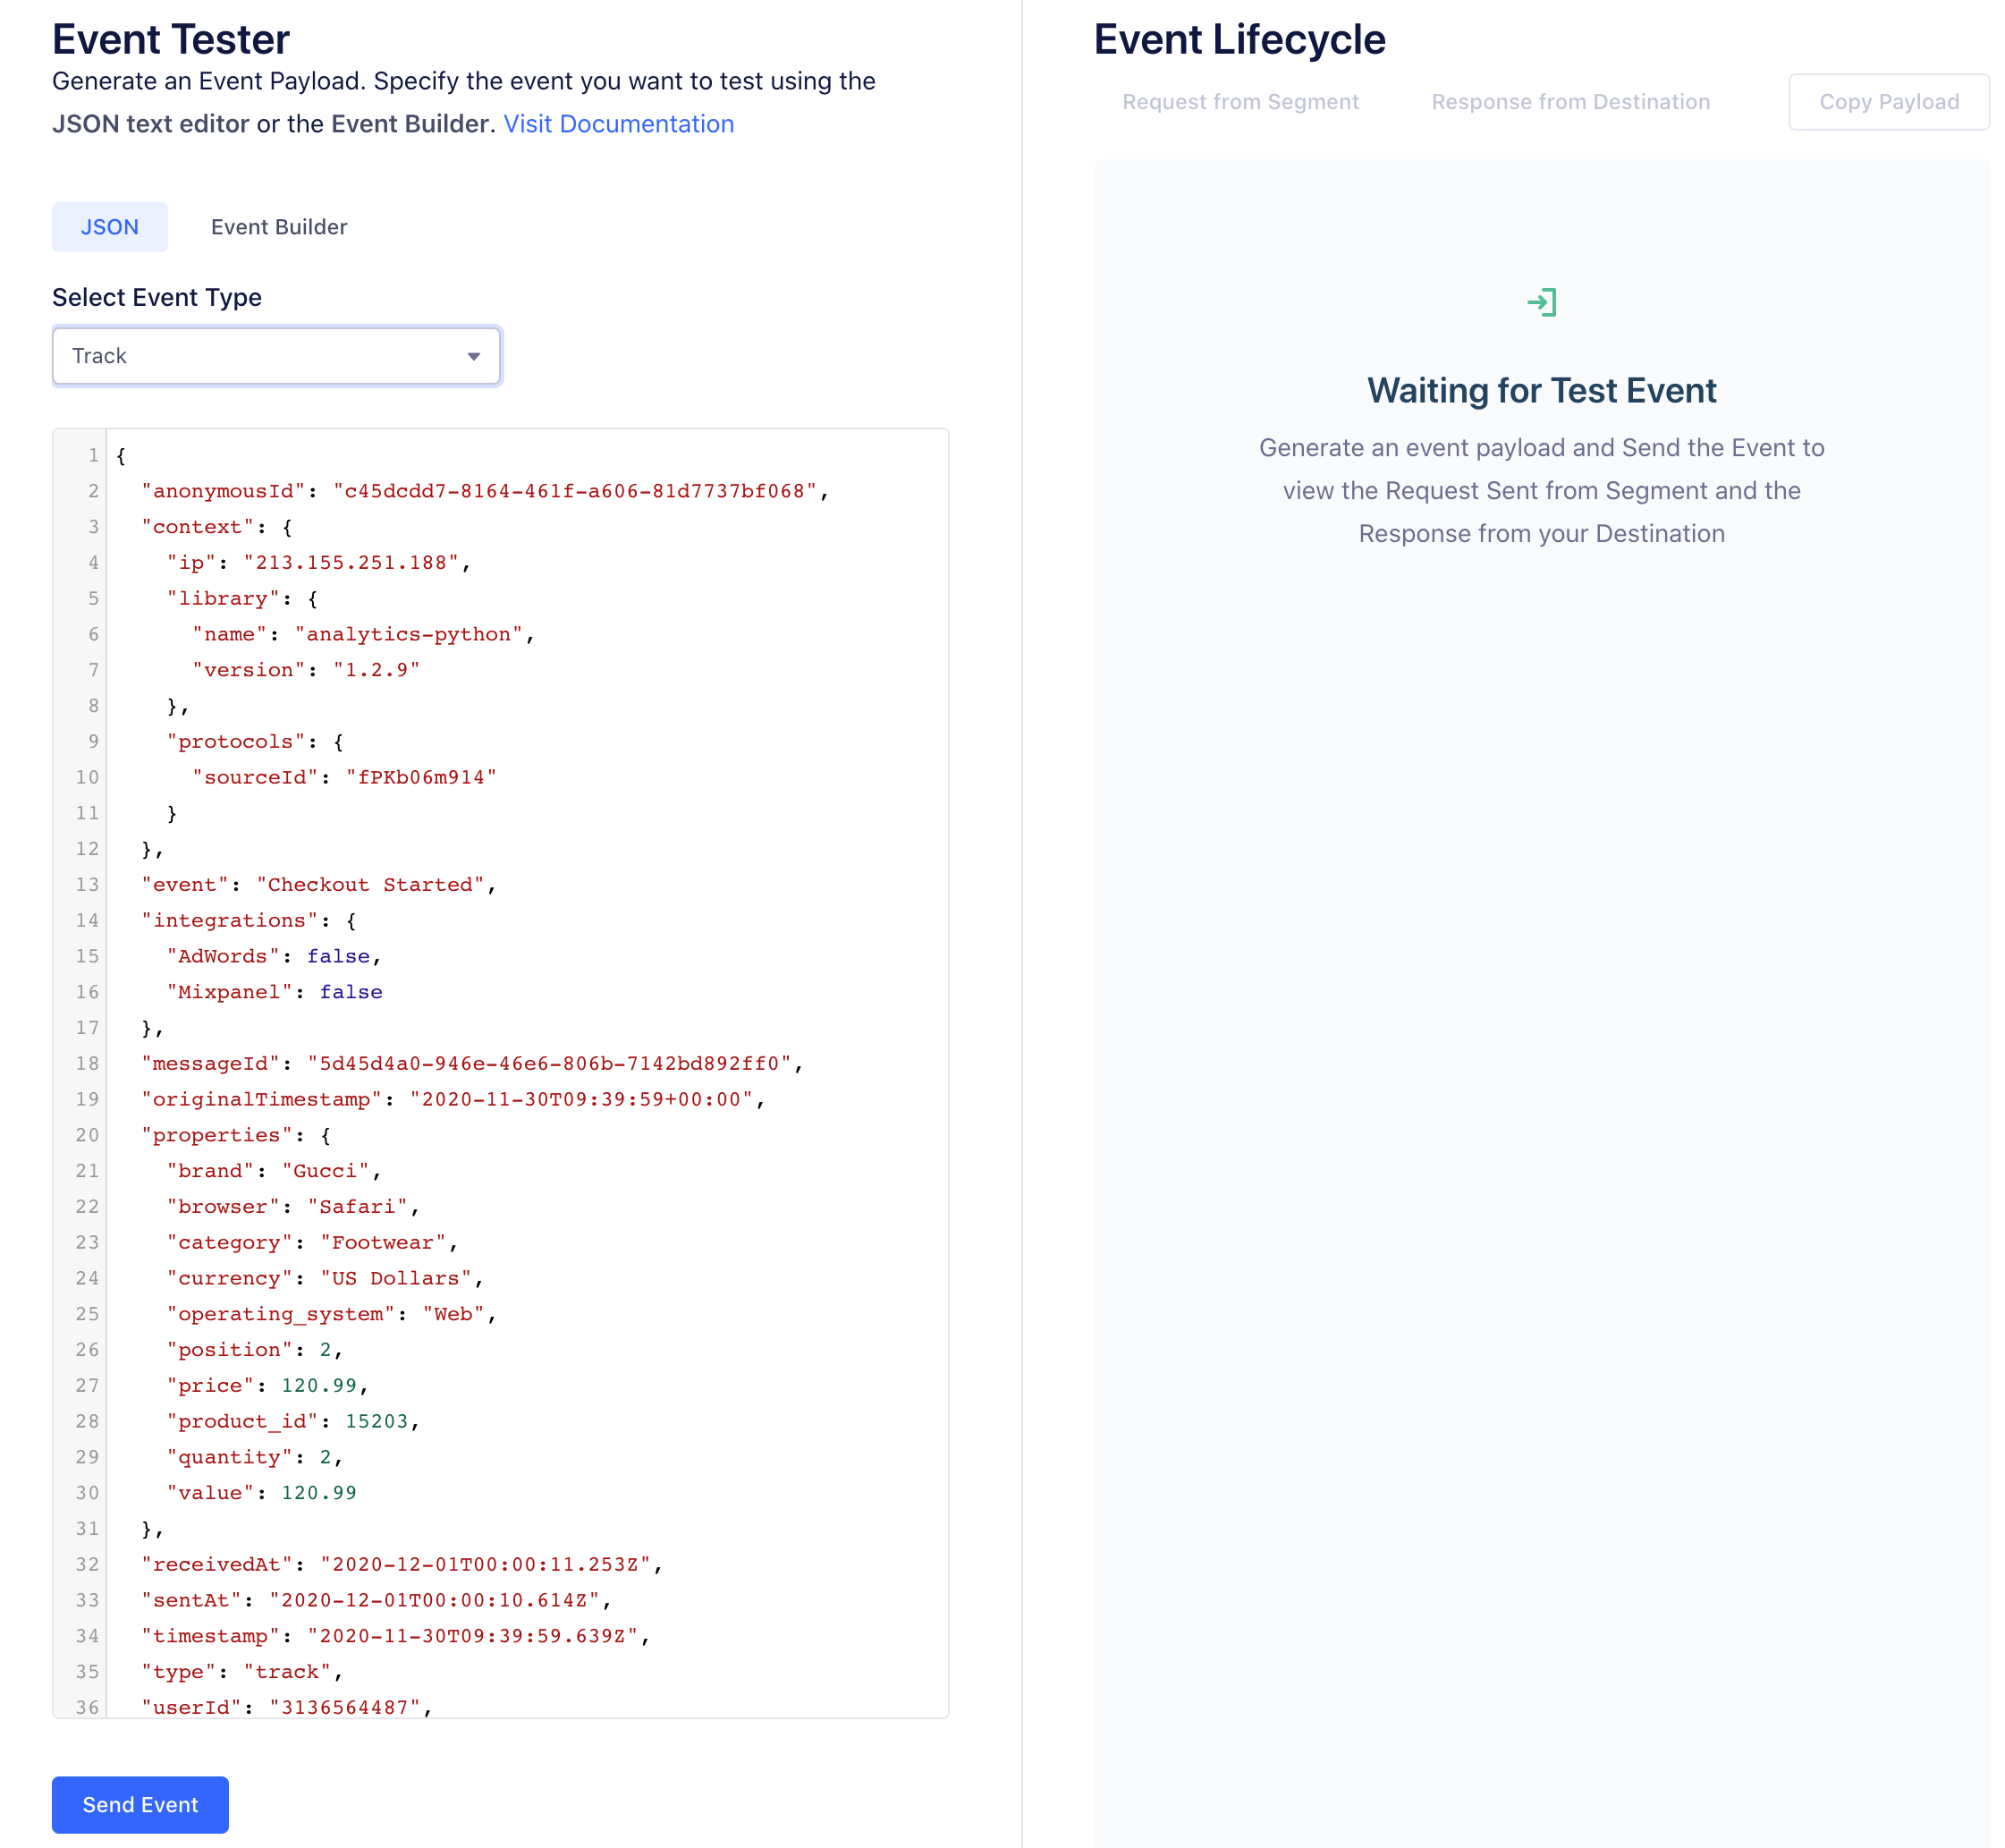 Event Tester
Generate an Event Payload. Specify the event you want to test using the
JSON text editor or the Event Builder. Visit Documentation
JSON
Event Builder
Select Event Type
Track
1 {
2 "anonymousId": "c45dcdd7-8164-461f-a606-81d7737bf068",
3 "context": {
4 "ip": "213.155.251.188",
5 "library": {
6 "name": "analytics-python",
7 "version": "1.2.9"
8 },
9 "protocols": {
10 "sourceId": "fPKb06m914"
11 }
12 },
13 "event": "Checkout Started",
14 "integrations": {
15 "AdWords": false,
16 "Mixpanel": false
17 },
18 "messageId": "5d45d4a0-946e-46e6-806b-7142bd892ff0",
19 "originalTimestamp": "2020-11-30T09:39:59+00:00",
20 "properties": {
21 "brand": "Gucci",
22 "browser": "Safari",
23 "category": "Footwear",
24 "currency": "US Dollars",
25 "operating_system": "Web",
26 "position": 2,
27 "price": 120.99,
28 "product_id": 15203,
29 "quantity": 2,
30 "value": 120.99
31 },
32 "receivedAt": "2020-12-01T00:00:11.253Z",
33 "sentAt": "2020-12-01T00:00:10.614Z",
34 "timestamp": "2020-11-30T09:39:59.639Z",
35 "type": "track",
36 "userId": "3136564487",
Send Event
Event Lifecycle
Request from Segment
Response from Destination
Copy Payload
Waiting for Test Event
Generate an event payload and Send the Event to
view the Request Sent from Segment and the
Response from your Destination